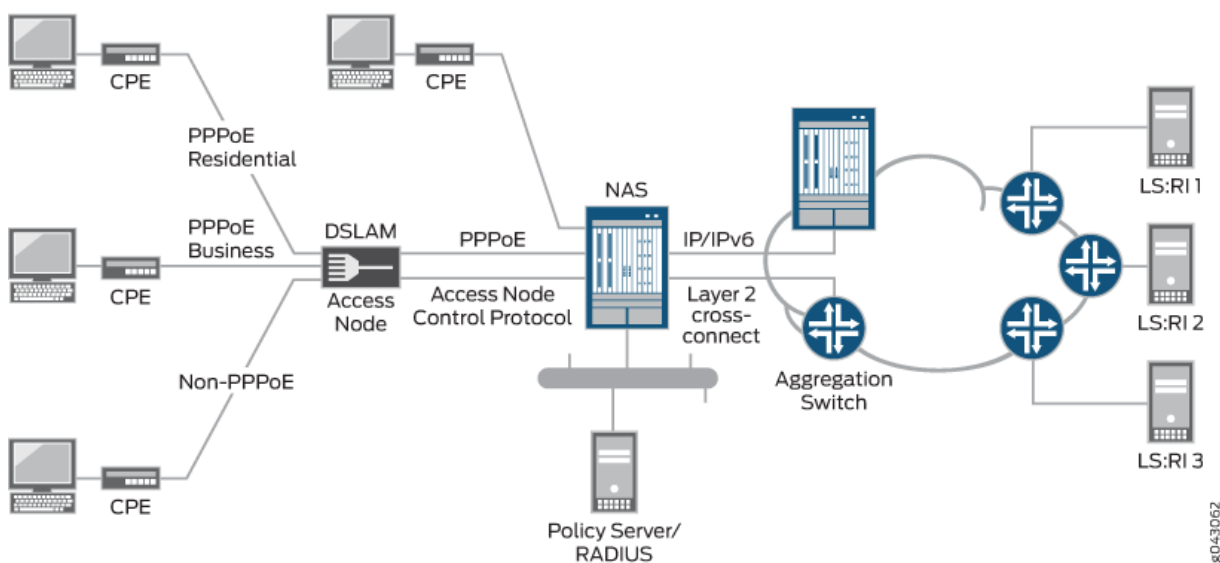 CPE
CPE
PPPoE
Residential
NAS
LS:RI 1
PPPoE
Business
DSLAM
PPPoE
IP/IPv6
CPE
Access
Node
Access Node
Control Protocol
Layer 2
cross-
connect
LS:RI 2
Non-PPPoE
Aggregation
Switch
CPE
LS:RI 3
Policy Server/
RADIUS
g043062